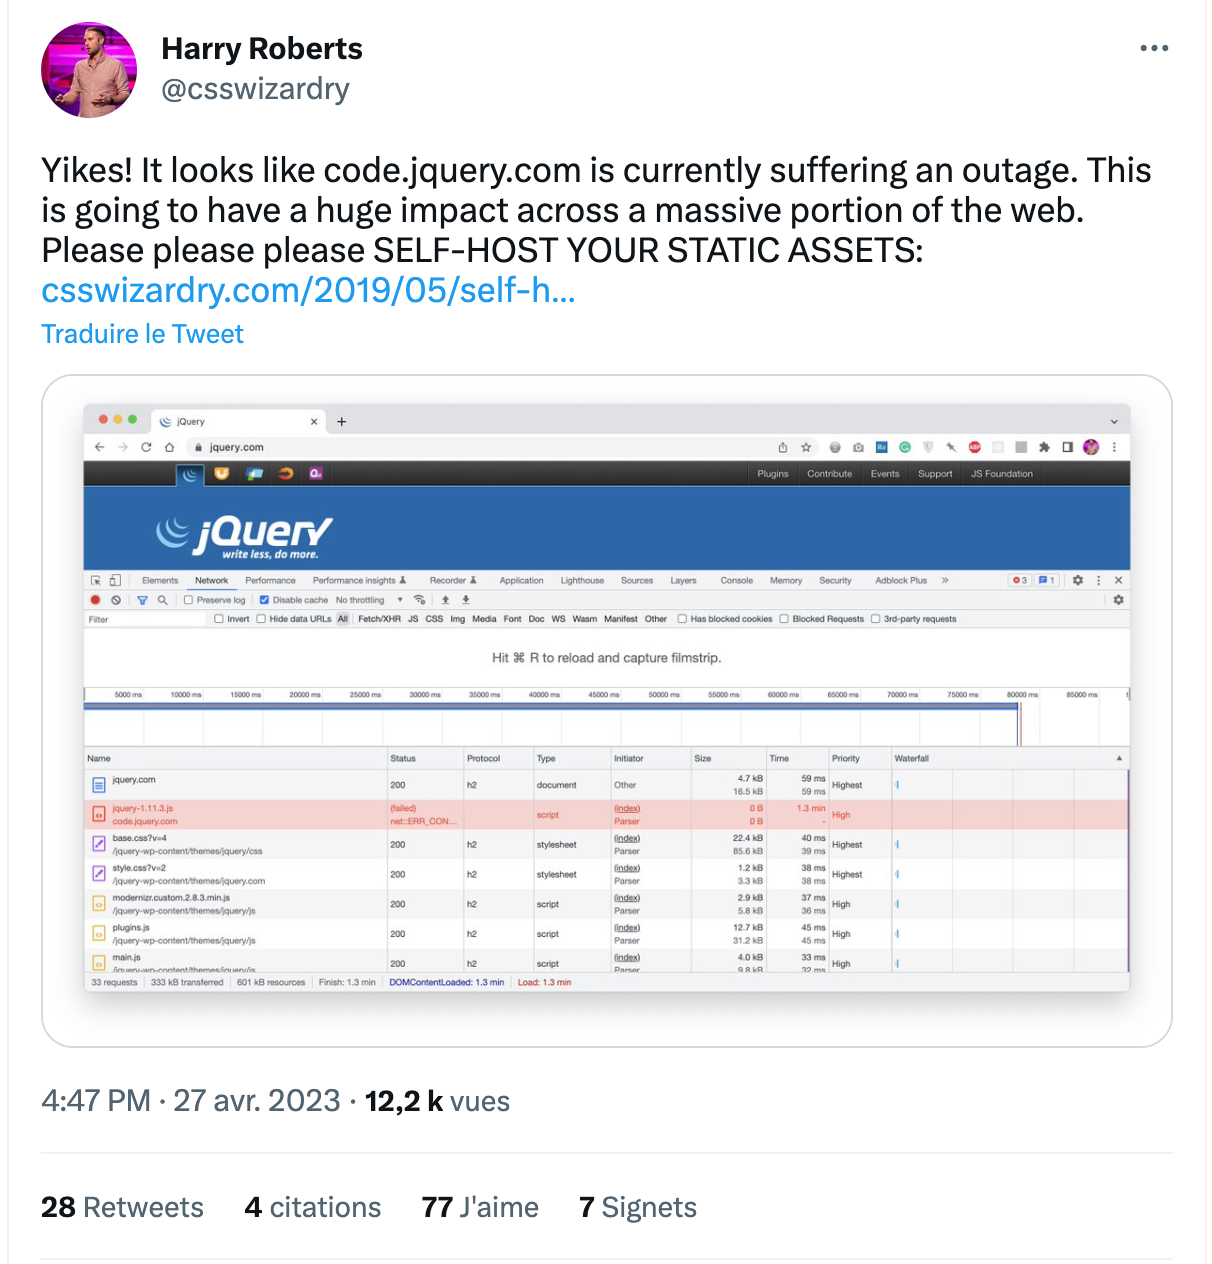 Harry Roberts
@csswizardry
Yikes! It looks like code.jquery.com is currently suffering an outage. This
is going to have a huge impact across a massive portion of the web.
Please please please SELF-HOST YOUR STATIC ASSETS:
csswizardry.com/2019/05/self-h...
Traduire le Tweet
jQuery
jquery.com
Plugins Contribute Events Support JS Foundation
jQuery
write less, do more.
Elements Network Performance Performance insights Recorder Application Lighthouse Sources Layers Console Memory Security Adblock Plus » 3 1
Preserve log Disable cache No throttling
Filter Invert Hide data URLs All Fetch/XHR JS CSS Img Media Font Doc WS Wasm Manifest Other Has blocked cookies Blocked Requests 3rd-party requests
Hit ⌘ R to reload and capture filmstrip.
5000 ms 10000 ms 15000 ms 20000 ms 25000 ms 30000 ms 35000 ms 40000 ms 45000 ms 50000 ms 55000 ms 60000 ms 65000 ms 70000 ms 75000 ms 80000 ms 85000 ms
Name Status Protocol Type Initiator Size Time Priority Waterfall
jquery.com 200 h2 document Other 4.7 kB 59 ms Highest
16.5 kB 59 ms
jquery-1.11.3.js (failed) script (index) 0 B 1.3 min High
code.jquery.com net::ERR_CON... Parser 0 B -
base.css?v=4 200 h2 stylesheet (index) 22.4 kB 40 ms Highest
/jquery-wp-content/themes/jquery/css Parser 85.6 kB 39 ms
style.css?v=2 200 h2 stylesheet (index) 1.2 kB 38 ms Highest
/jquery-wp-content/themes/jquery.com Parser 3.3 kB 38 ms
modernizr.custom.2.8.3.min.js 200 h2 script (index) 2.9 kB 37 ms High
/jquery-wp-content/themes/jquery/js Parser 5.8 kB 36 ms
plugins.js 200 h2 script (index) 12.7 kB 45 ms High
/jquery-wp-content/themes/jquery/js Parser 31.2 kB 45 ms
main.js 200 h2 script (index) 4.0 kB 33 ms High
/jquery-wp-content/themes/jquery/js Parser 9.8 kB 32 ms
33 requests 333 kB transferred 601 kB resources Finish: 1.3 min DOMContentLoaded: 1.3 min Load: 1.3 min
4:47 PM · 27 avr. 2023 · 12,2 k vues
28 Retweets 4 citations 77 J'aime 7 Signets